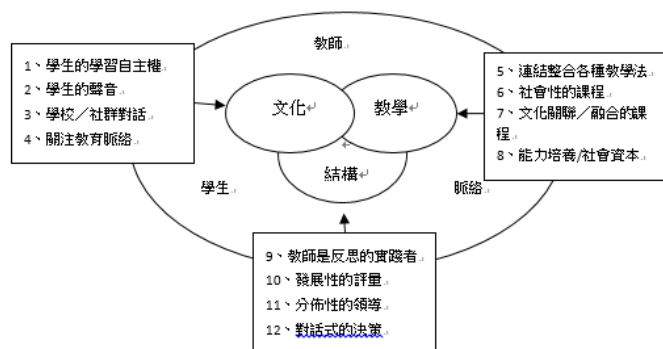 教師
1、學生的學習自主權
2、學生的聲音
3、學校／社群對話
4、關注教育脈絡
文化
教學
結構
5、連結整合各種教學法
6、社會性的課程
7、文化關聯／融合的課
程
8、能力培養/社會資本
學生
脈絡
9、教師是反思的實踐者
10、發展性的評量
11、分佈性的領導
12、對話式的決策